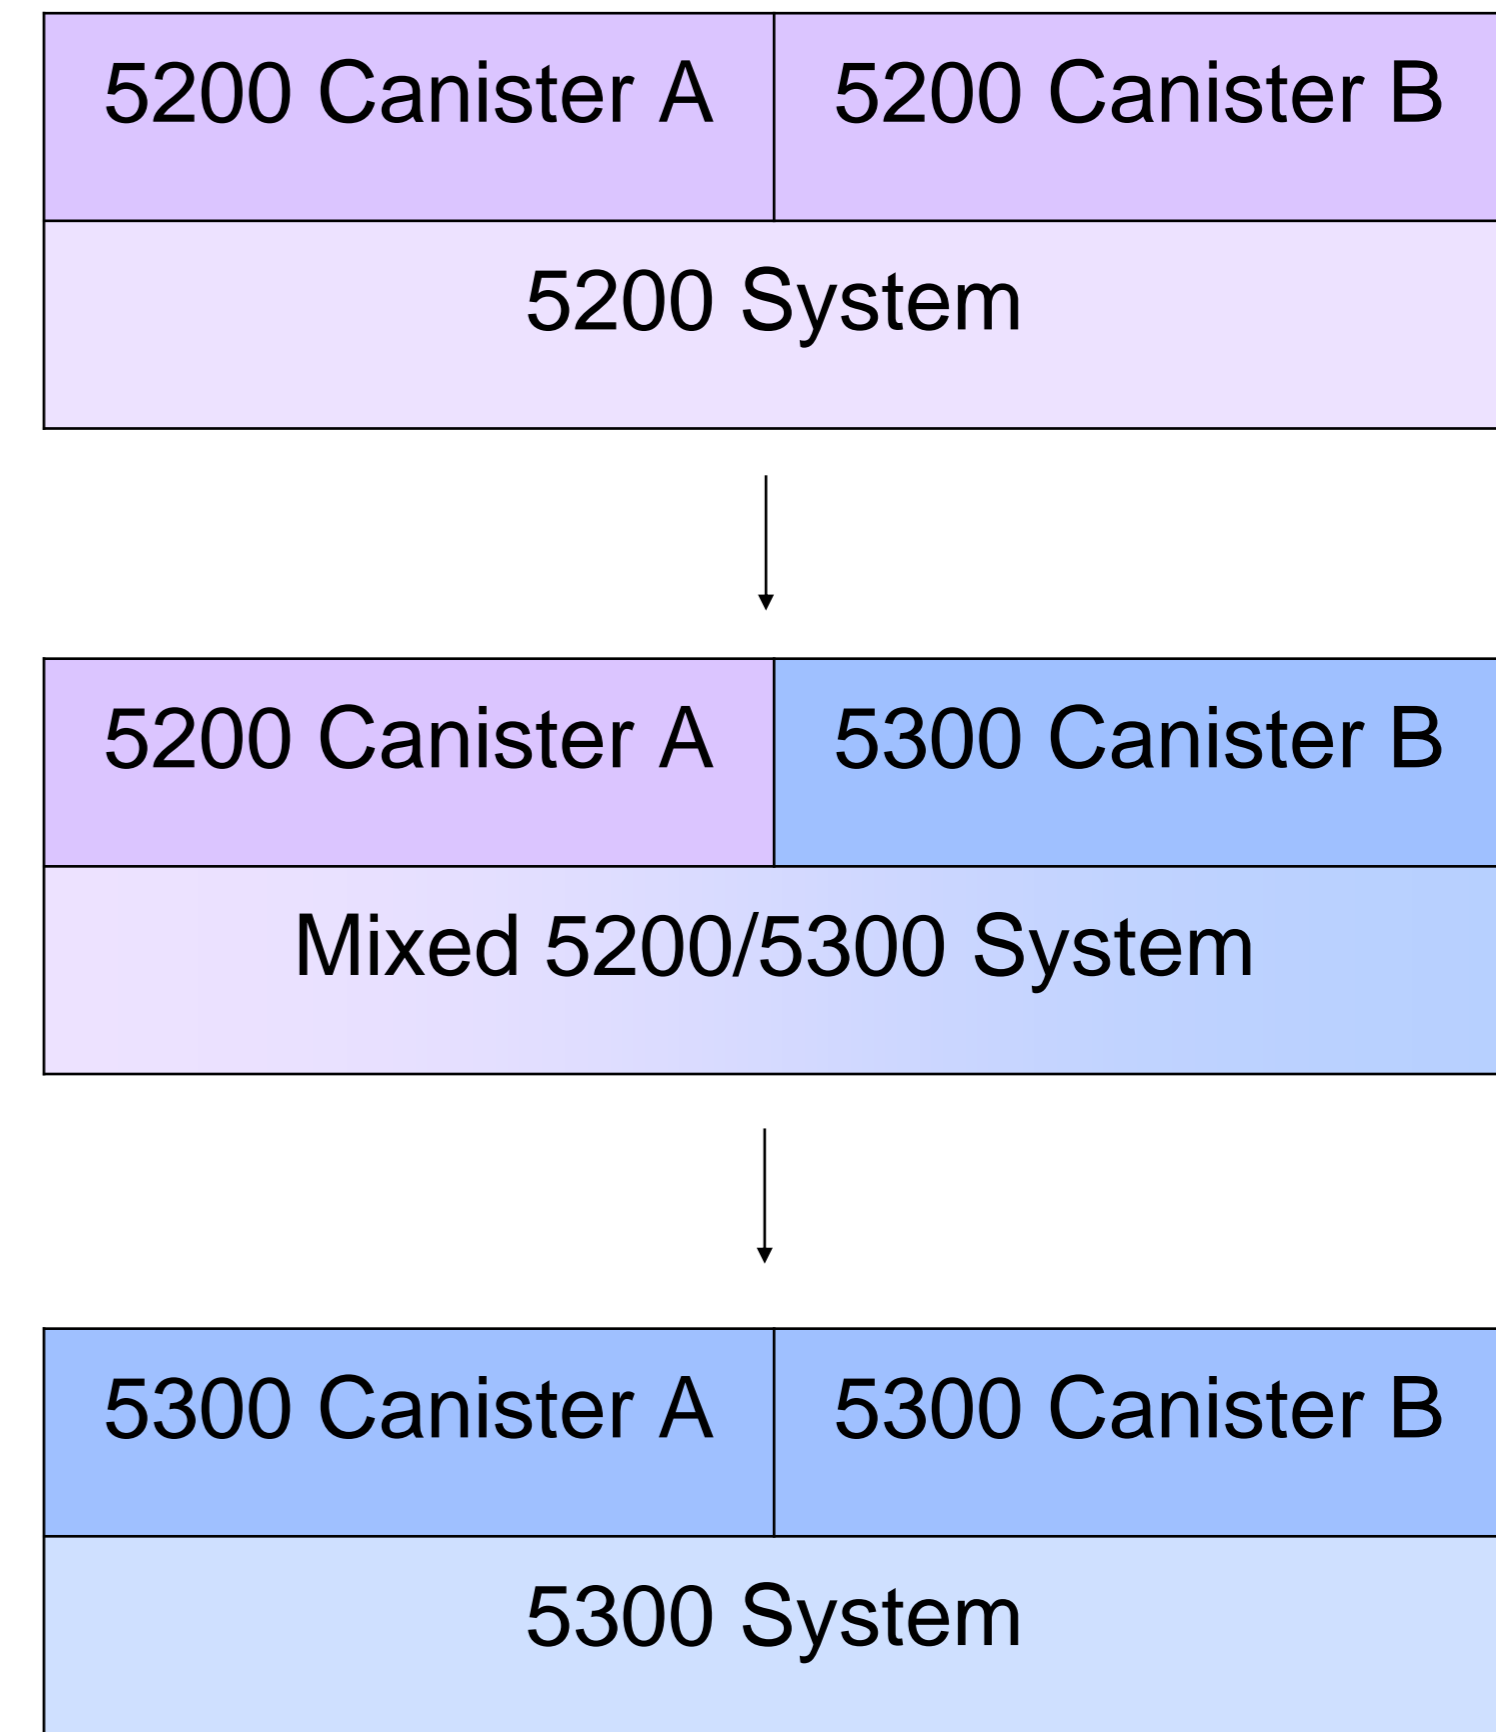 5200 Canister A 5200 Canister B
5200 System
5200 Canister A 5300 Canister B
Mixed 5200/5300 System
5300 Canister A 5300 Canister B
5300 System